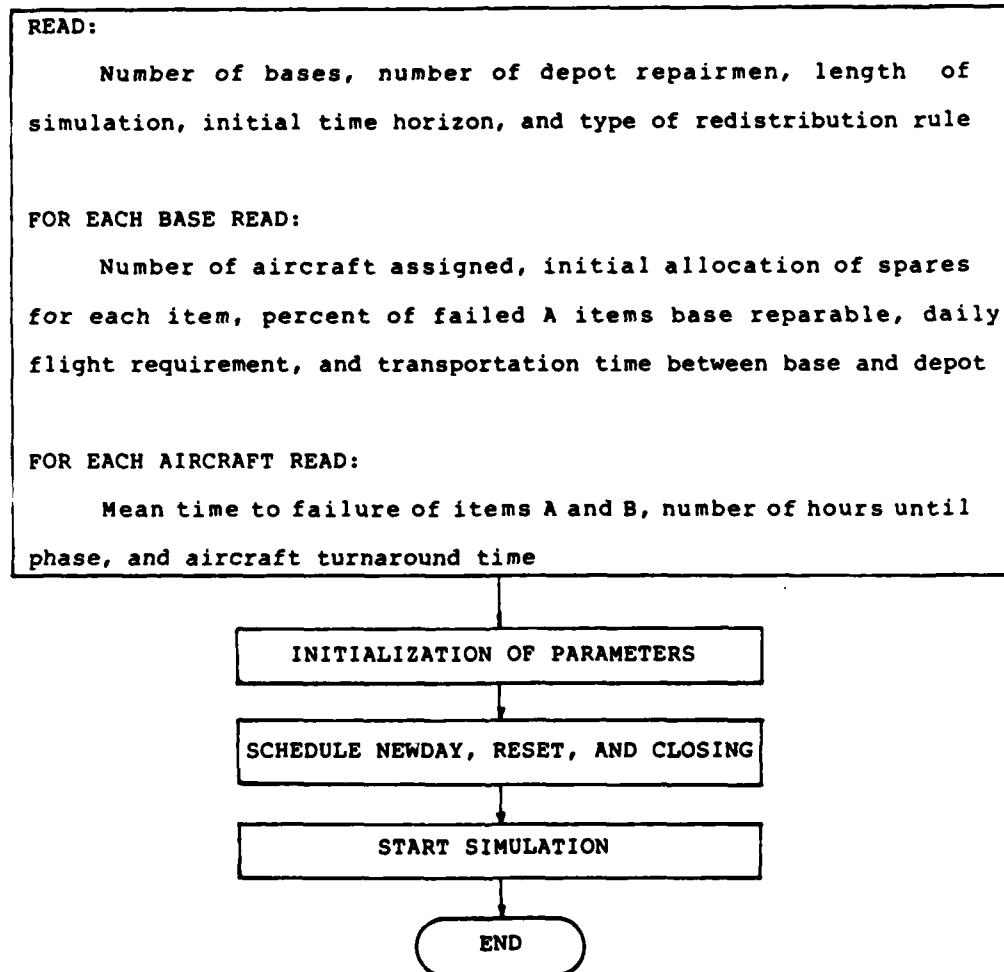 READ:
Number of bases, number of depot repairmen, length of
simulation, initial time horizon, and type of redistribution rule
FOR EACH BASE READ:
Number of aircraft assigned, initial allocation of spares
for each item, percent of failed A items base reparable, daily
flight requirement, and transportation time between base and depot
FOR EACH AIRCRAFT READ:
Mean time to failure of items A and B, number of hours until
phase, and aircraft turnaround time
INITIALIZATION OF PARAMETERS
SCHEDULE NEWDAY, RESET, AND CLOSING
START SIMULATION
END